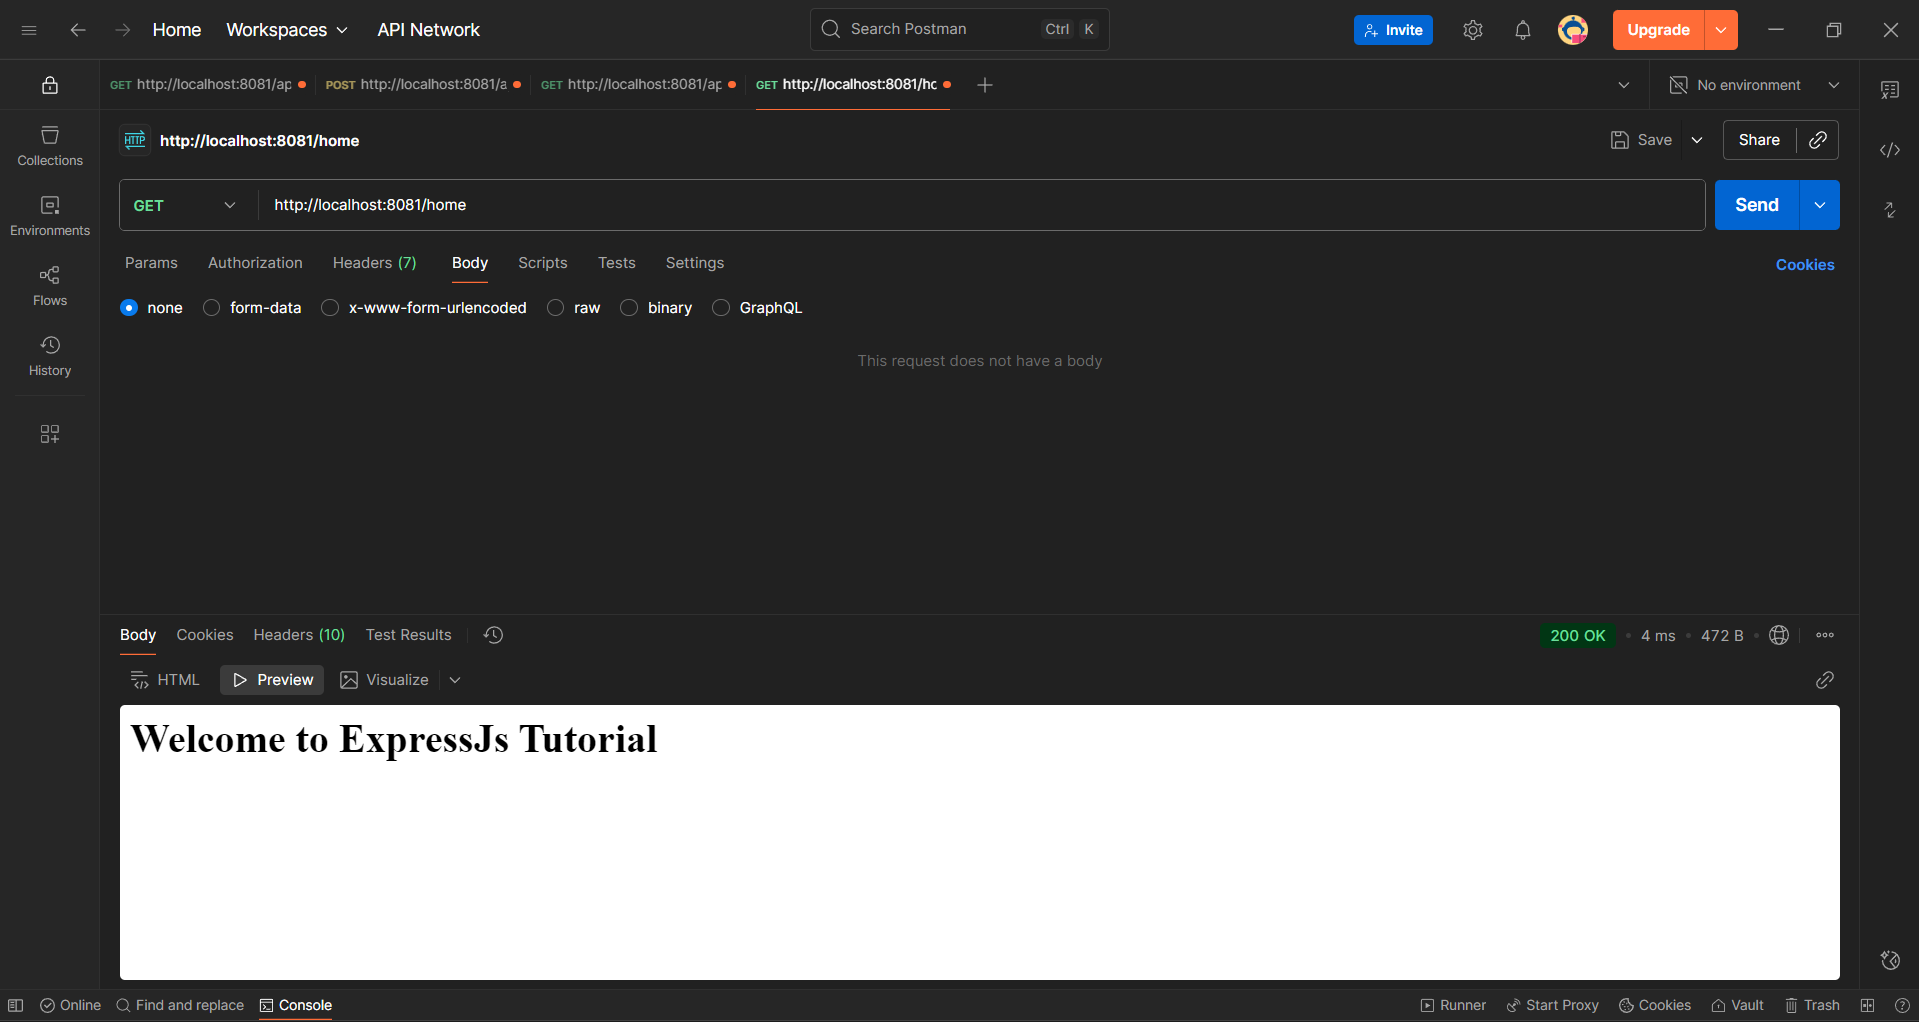 Home Workspaces API Network Search Postman Ctrl K Invite Upgrade
GET http://localhost:8081/ap POST http://localhost:8081/a GET http://localhost:8081/ap GET http://localhost:8081/ho No environment
HTTP http://localhost:8081/home Save Share
Collections
GET http://localhost:8081/home Send
Environments
Params Authorization Headers (7) Body Scripts Tests Settings Cookies
Flows
none form-data x-www-form-urlencoded raw binary GraphQL
This request does not have a body
History
Body Cookies Headers (10) Test Results 200 OK • 4 ms • 472 B •
HTML Preview Visualize
Welcome to ExpressJs Tutorial
Online Find and replace Console Runner Start Proxy Cookies Vault Trash